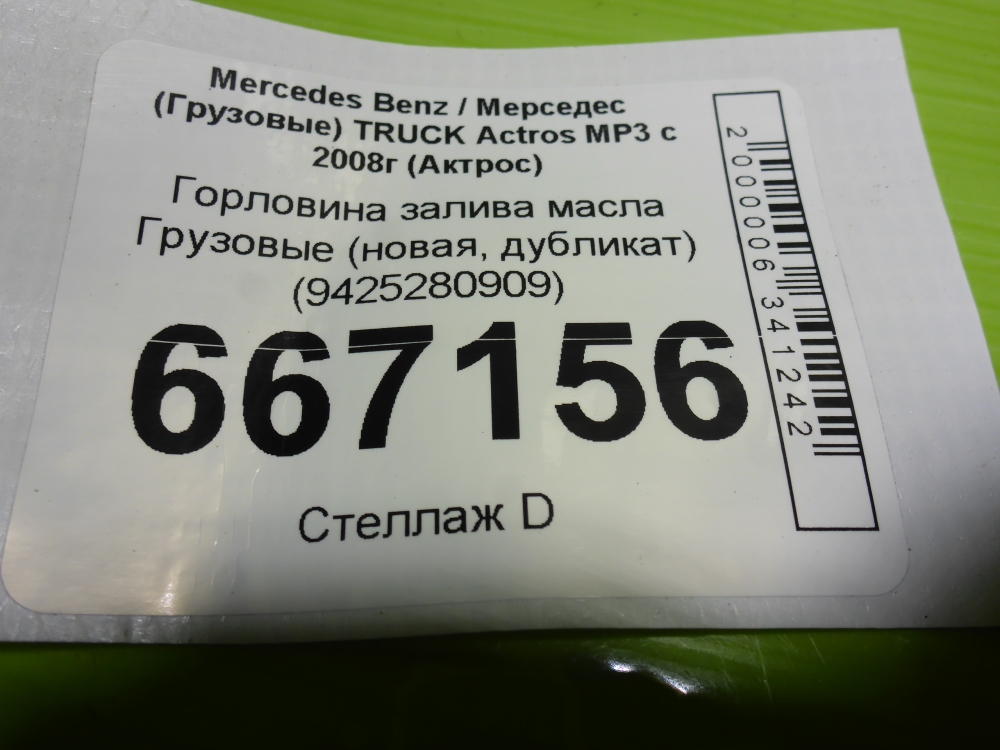 Mercedes Benz / Мерседес
(Грузовые) TRUCK Actros MP3 с
2008г (Актрос)
Горловина залива масла
Грузовые (новая, дубликат)
(9425280909)
667156
Стеллаж D
2000006341242